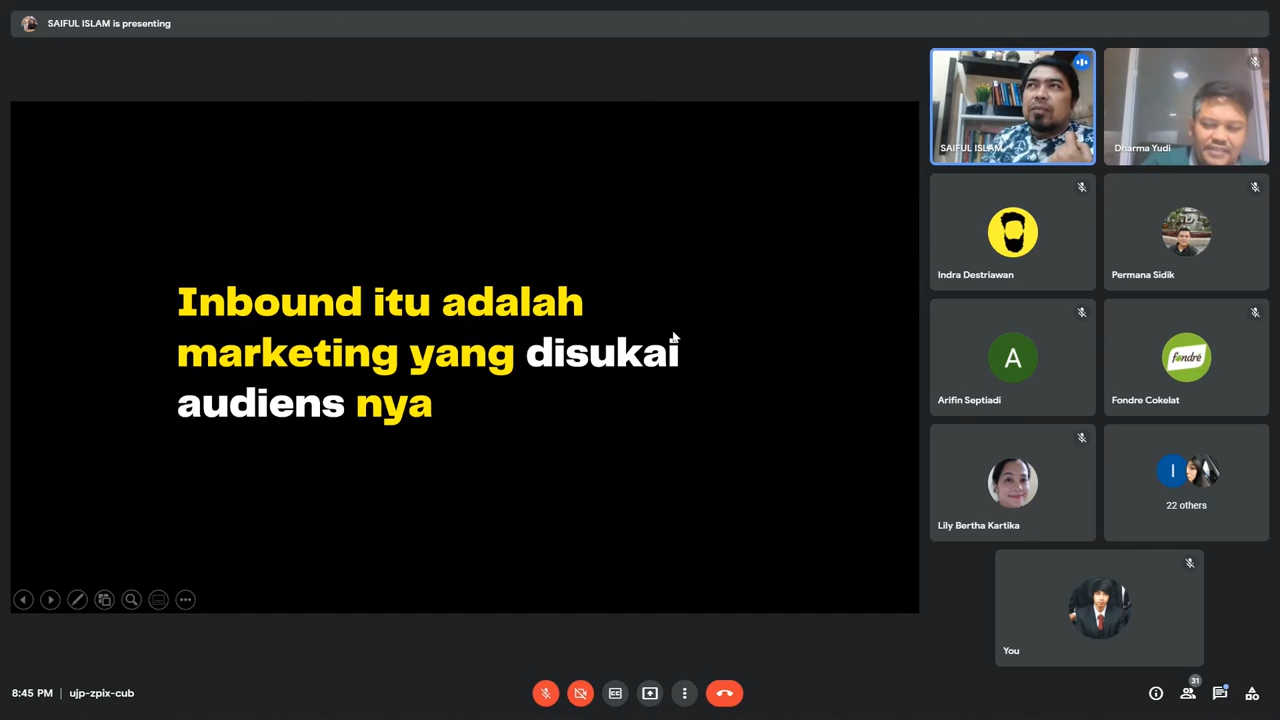 SAIFUL ISLAM is presenting
SAIFUL ISLAM
Dharma Yudi
Inbound itu adalah
marketing yang disukai
audiens nya
Indra Destriawan
Permana Sidik
A
fondré
Arifin Septiadi
Fondre Cokelat
I
Lily Bertha Kartika
22 others
You
8:45 PM | ujp-zpix-cub
31